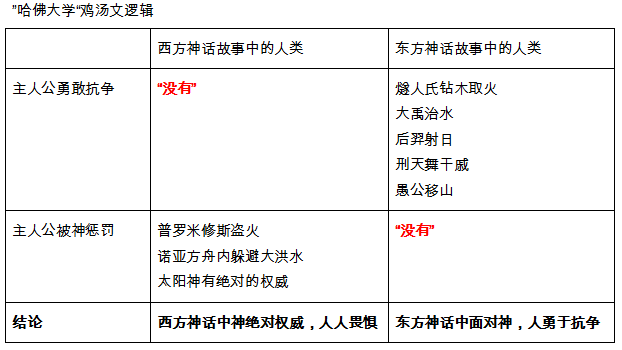 ”哈佛大学“鸡汤文逻辑
西方神话故事中的人类
东方神话故事中的人类
主人公勇敢抗争
“没有”
燧人氏钻木取火
大禹治水
后羿射日
刑天舞干戚
愚公移山
主人公被神惩罚
普罗米修斯盗火
诺亚方舟内躲避大洪水
太阳神有绝对的权威
“没有”
结论
西方神话中神绝对权威，人人畏惧
东方神话中面对神，人勇于抗争